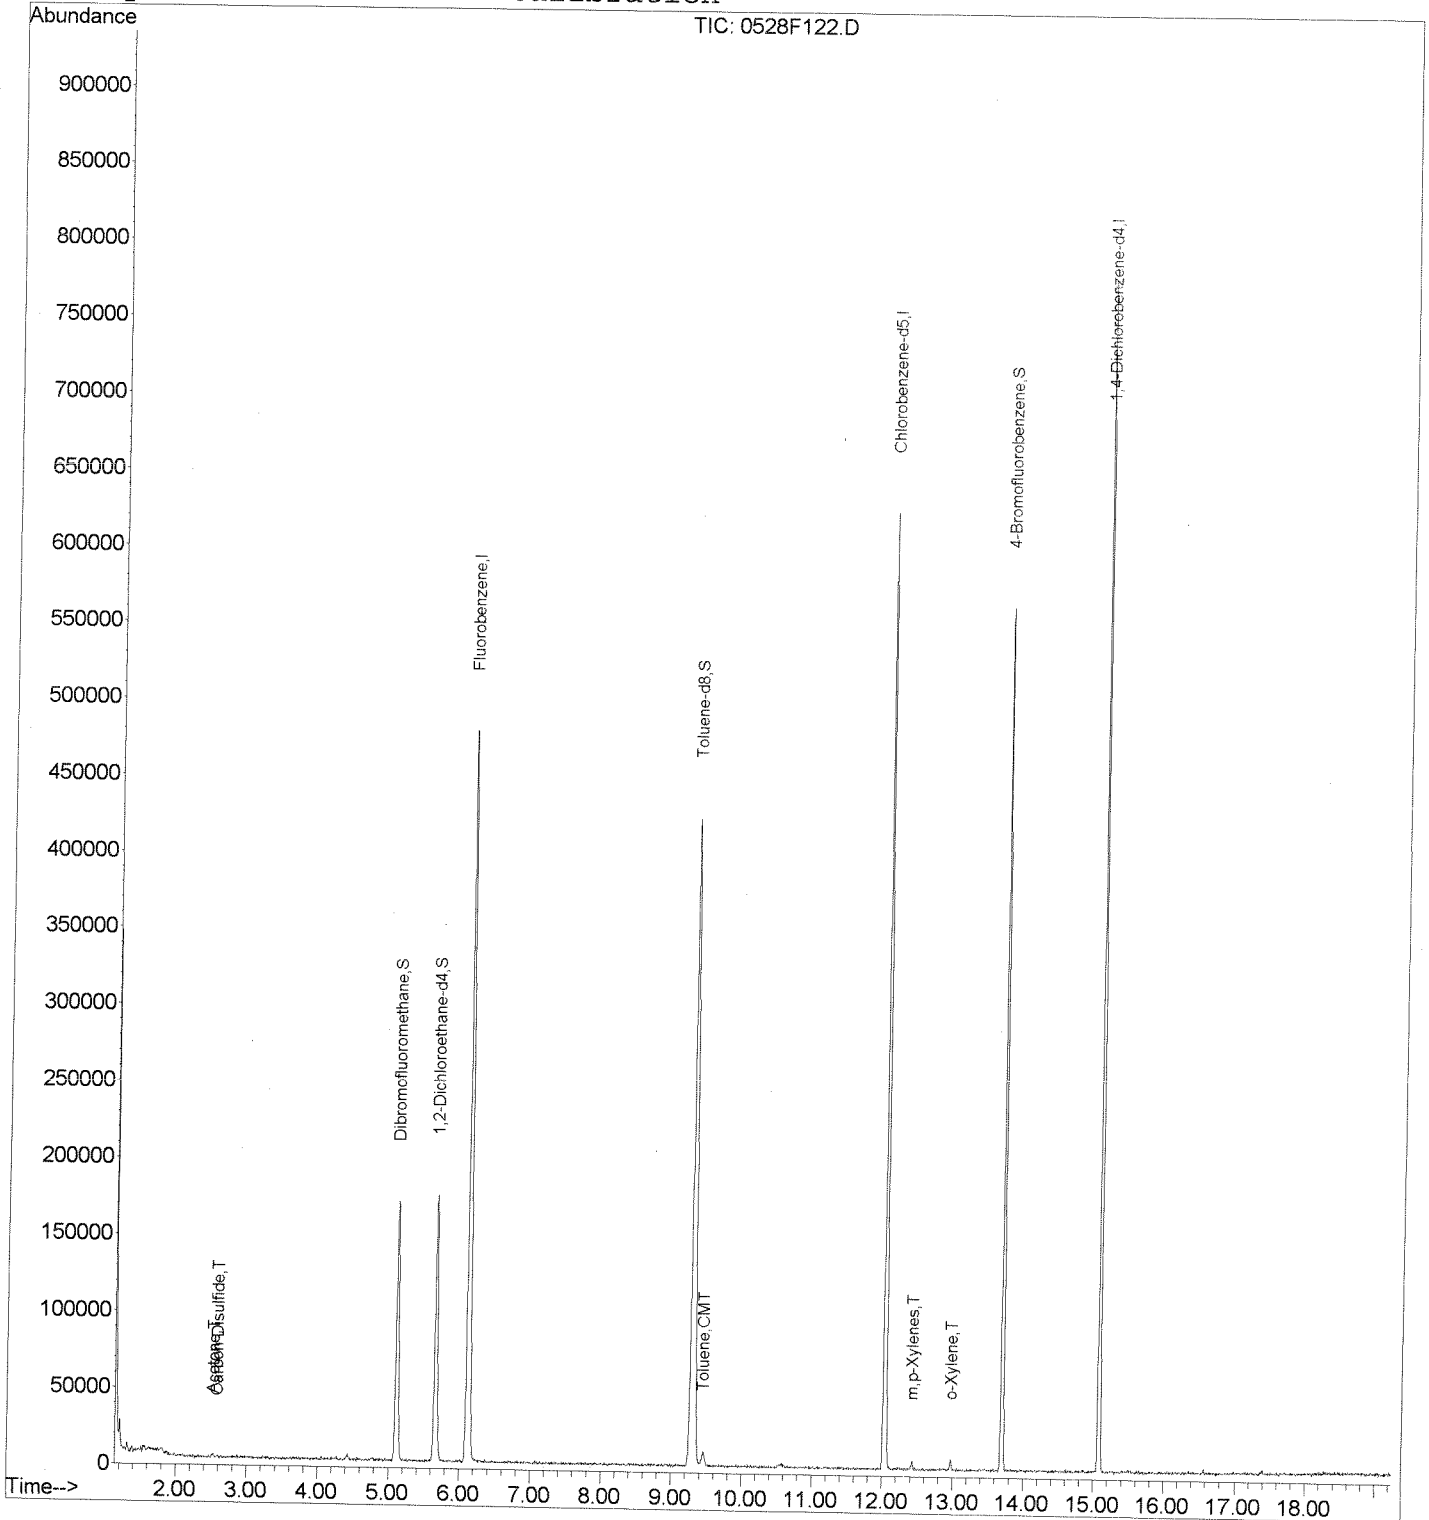 Abundance
TIC: 0528F122.D
900000
850000
800000
750000
700000
650000
600000
550000
500000
450000
400000
350000
300000
250000
200000
150000
100000
50000
0
Acetone,T
Carbon Disulfide,T
Dibromofluoromethane,S
1,2-Dichloroethane-d4,S
Fluorobenzene,I
Toluene-d8,S
Toluene,CMT
Chlorobenzene-d5,I
m,p-Xylenes,T
o-Xylene,T
4-Bromofluorobenzene,S
1,4-Dichlorobenzene-d4,I
Time--> 2.00 3.00 4.00 5.00 6.00 7.00 8.00 9.00 10.00 11.00 12.00 13.00 14.00 15.00 16.00 17.00 18.00